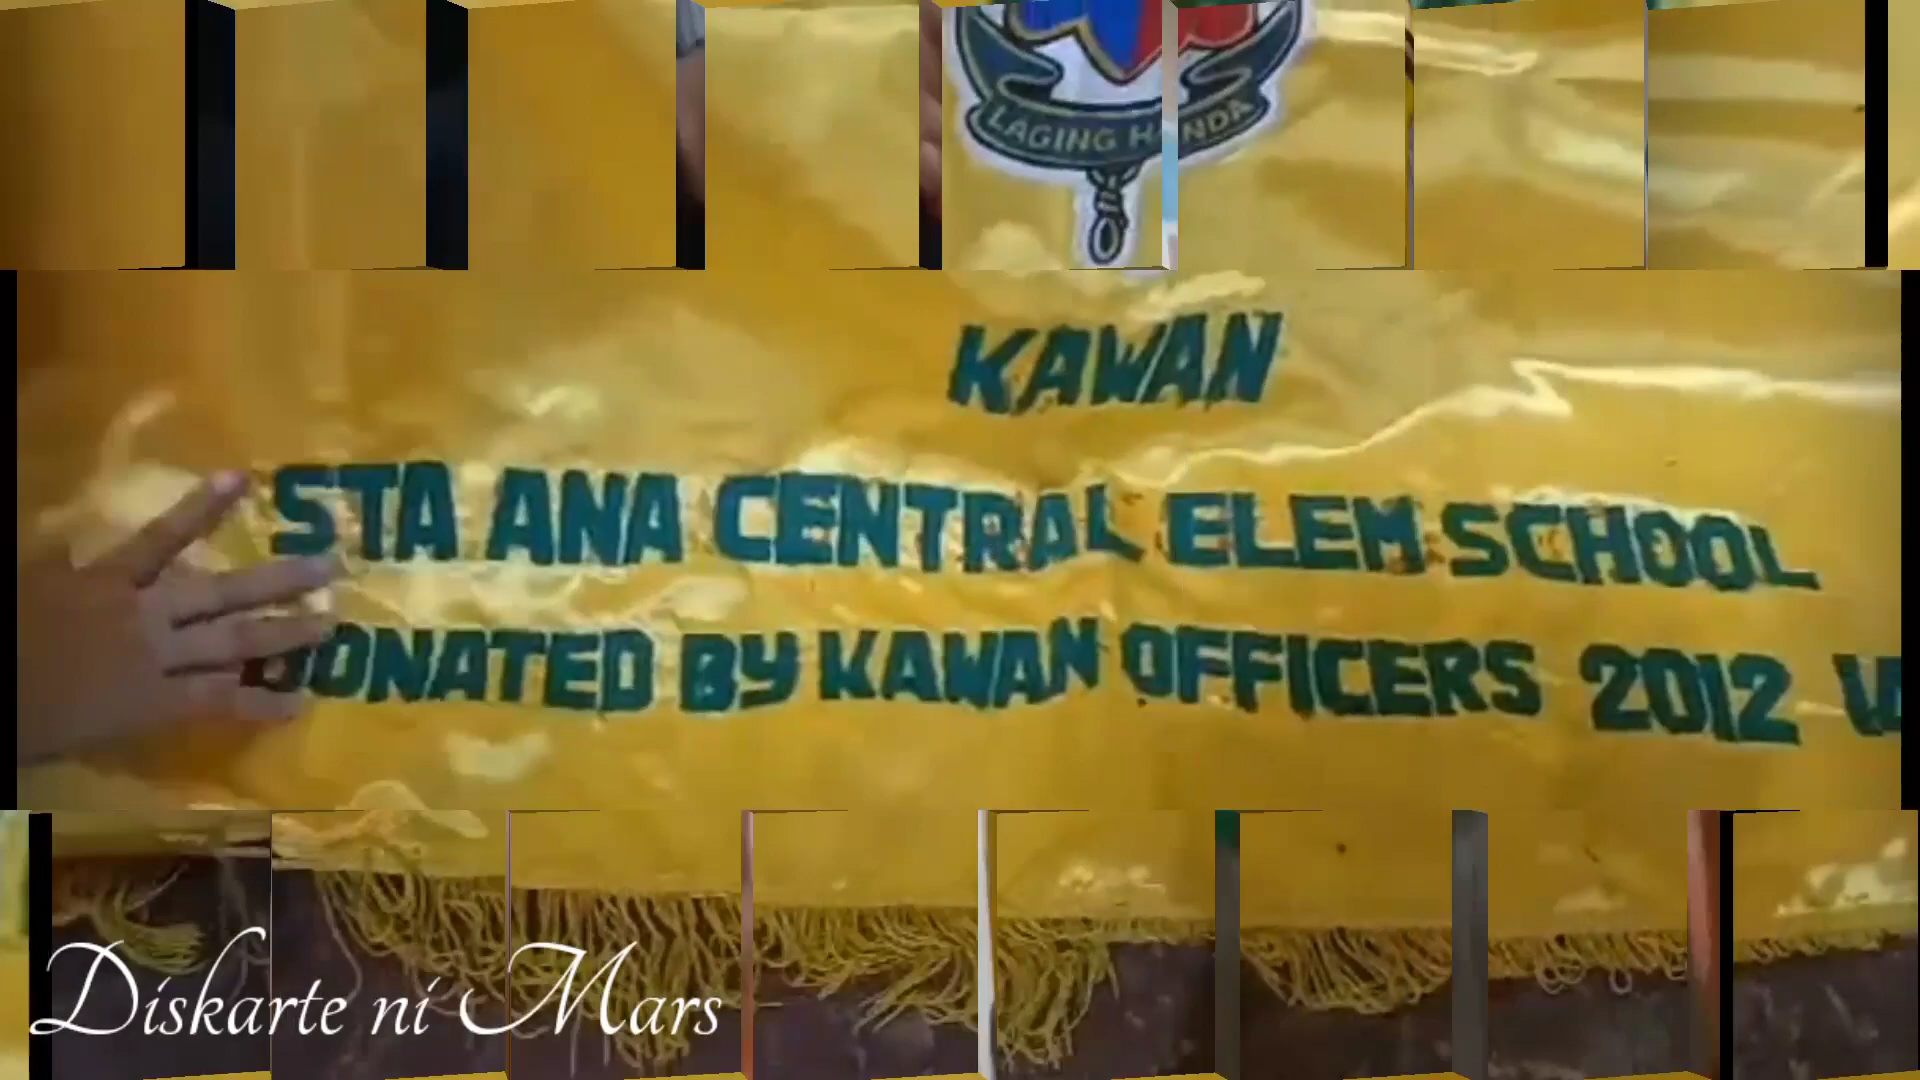 LAGING HANDA
KAWAN
STA ANA CENTRAL ELEM SCHOOL
DONATED BY KAWAN OFFICERS 2012
Diskarte ni Mars